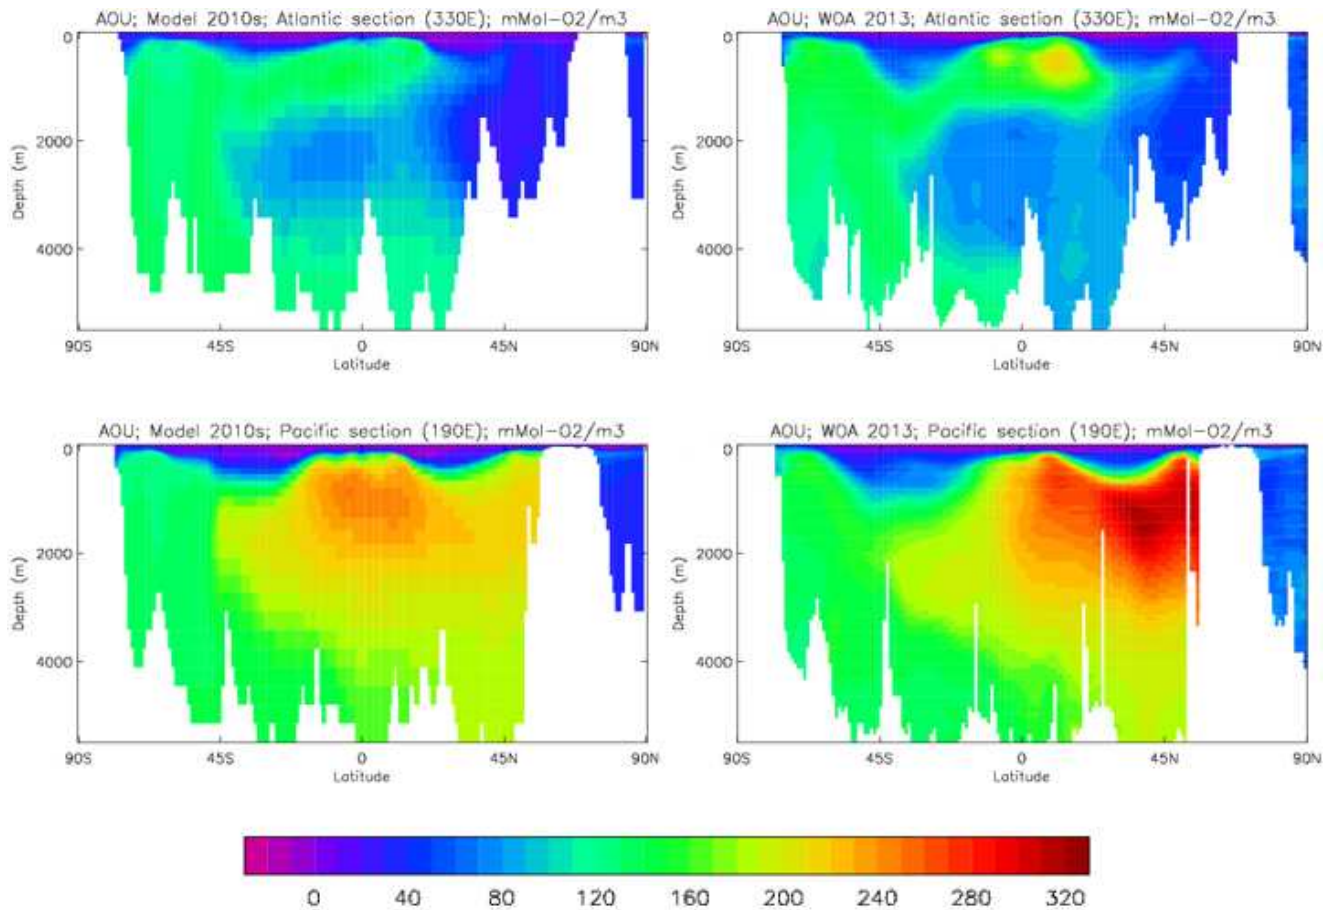 AOU; Model 2010s; Atlantic section (330E); mMol-O2/m3
0
2000
4000
Depth (m)
90S 45S 0 45N 90N
Latitude
AOU; WOA 2013; Atlantic section (330E); mMol-O2/m3
0
2000
4000
Depth (m)
90S 45S 0 45N 90N
Latitude
AOU; Model 2010s; Pacific section (190E); mMol-O2/m3
0
2000
4000
Depth (m)
90S 45S 0 45N 90N
Latitude
AOU; WOA 2013; Pacific section (190E); mMol-O2/m3
0
2000
4000
Depth (m)
90S 45S 0 45N 90N
Latitude
0 40 80 120 160 200 240 280 320